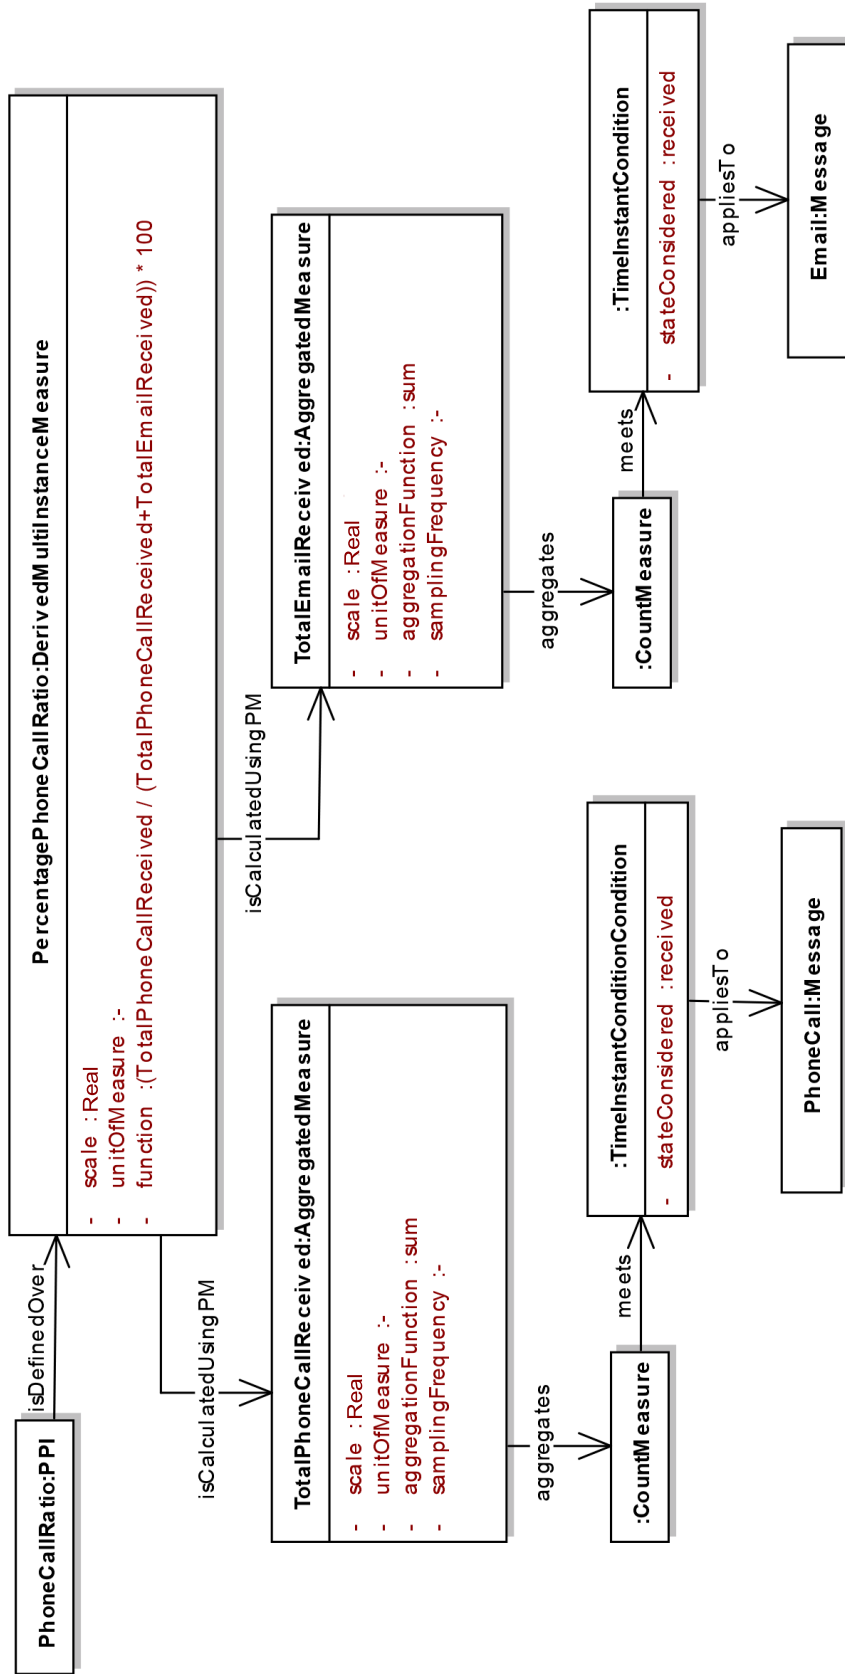 PhoneCallRatio:PPI
isDefinedOver
PercentagePhoneCallRatio:DerivedMultiInstanceMeasure
- scale :Real
- unitOfMeasure :-
- function :(TotalPhoneCallReceived / (TotalPhoneCallReceived+TotalEmailReceived)) * 100
isCalculatedUsingPM
isCalculatedUsingPM
TotalPhoneCallReceived:AggregatedMeasure
- scale :Real
- unitOfMeasure :-
- aggregationFunction :sum
- samplingFrequency :-
TotalEmailReceived:AggregatedMeasure
- scale :Real
- unitOfMeasure :-
- aggregationFunction :sum
- samplingFrequency :-
aggregates
aggregates
:CountMeasure
meets
:TimeInstantConditionCondition
- stateConsidered :received
:CountMeasure
meets
:TimeInstantCondition
- stateConsidered :received
appliesTo
appliesTo
PhoneCall:Message
Email:Message